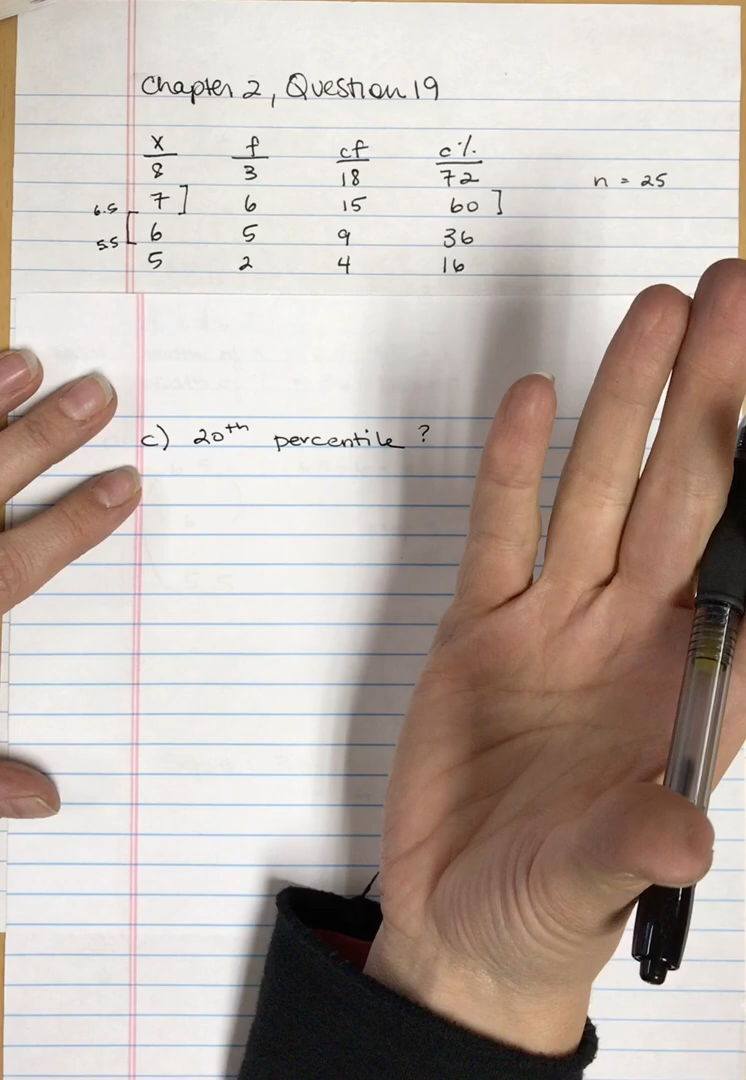 Chapter 2, Question 19
x f cf c%
8 3 18 72 n = 25
7 ] 6 15 60 ]
6.5
5.5 [ 6 5 9 36
5 2 4 16
c) 20th percentile ?